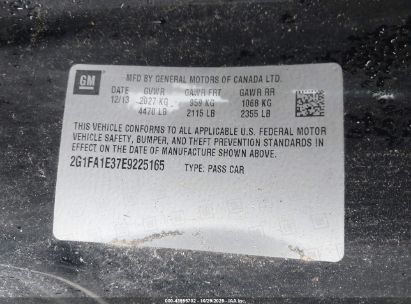 GM
MFD BY GENERAL MOTORS OF CANADA LTD.
DATE GVWR GAWR FRT GAWR RR
12/13 2027 KG 959 KG 1068 KG
4470 LB 2115 LB 2355 LB
THIS VEHICLE CONFORMS TO ALL APPLICABLE U.S. FEDERAL MOTOR
VEHICLE SAFETY, BUMPER, AND THEFT PREVENTION STANDARDS IN
EFFECT ON THE DATE OF MANUFACTURE SHOWN ABOVE.
2G1FA1E37E9225165 TYPE: PASS CAR